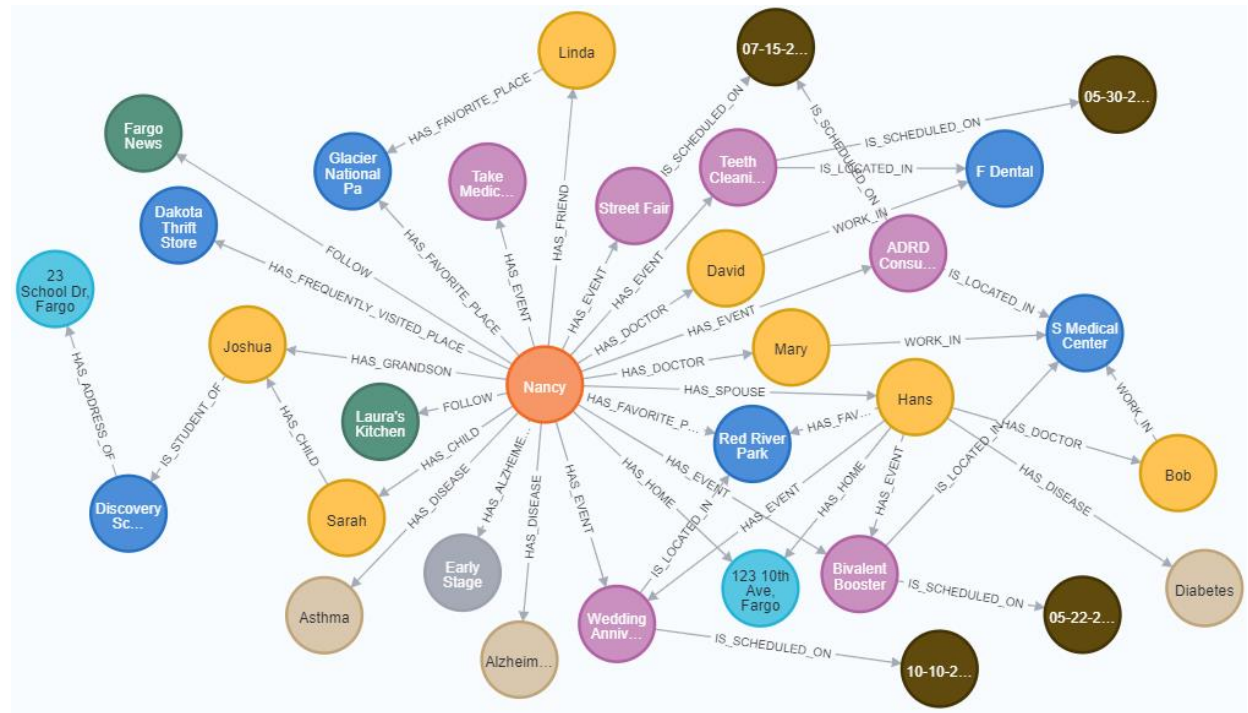 Linda
07-15-2...
05-30-2...
HAS_FAVORITE_PLACE
IS_SCHEDULED_ON
IS_SCHEDULED_ON
IS_SCHEDULED_ON
Fargo
News
Glacier
National
Pa
Take
Medic...
HAS_FRIEND
Teeth
Cleani...
IS_LOCATED_IN
F Dental
Street Fair
WORK_IN
Dakota
Thrift
Store
FOLLOW
HAS_FAVORITE_PLACE
HAS_EVENT
HAS_EVENT
HAS_EVENT
David
ADRD
Consu...
IS_LOCATED_IN
23
School Dr,
Fargo
HAS_FREQUENTLY_VISITED_PLACE
HAS_DOCTOR
HAS_EVENT
S Medical
Center
Joshua
HAS_GRANDSON
Nancy
HAS_DOCTOR
Mary
WORK_IN
HAS_ADDRESS_OF
IS_STUDENT_OF
HAS_CHILD
Laura's
Kitchen
FOLLOW
HAS_SPOUSE
Hans
HAS_FAVORITE_P...
HAS_FAV...
Red River
Park
HAS_DOCTOR
WORK_IN
Bob
HAS_CHILD
HAS_DISEASE
HAS_ALZHEIME...
HAS_DISEASE
HAS_EVENT
HAS_HOME
HAS_EVENT
IS_LOCATED_IN
HAS_EVENT
HAS_HOME
HAS_EVENT
IS_LOCATED_IN
HAS_DISEASE
Discovery
Sc...
Sarah
Early
Stage
123 10th
Ave,
Fargo
Bivalent
Booster
Diabetes
Asthma
Alzheim...
Wedding
Anniv...
IS_SCHEDULED_ON
05-22-2...
IS_SCHEDULED_ON
10-10-2...